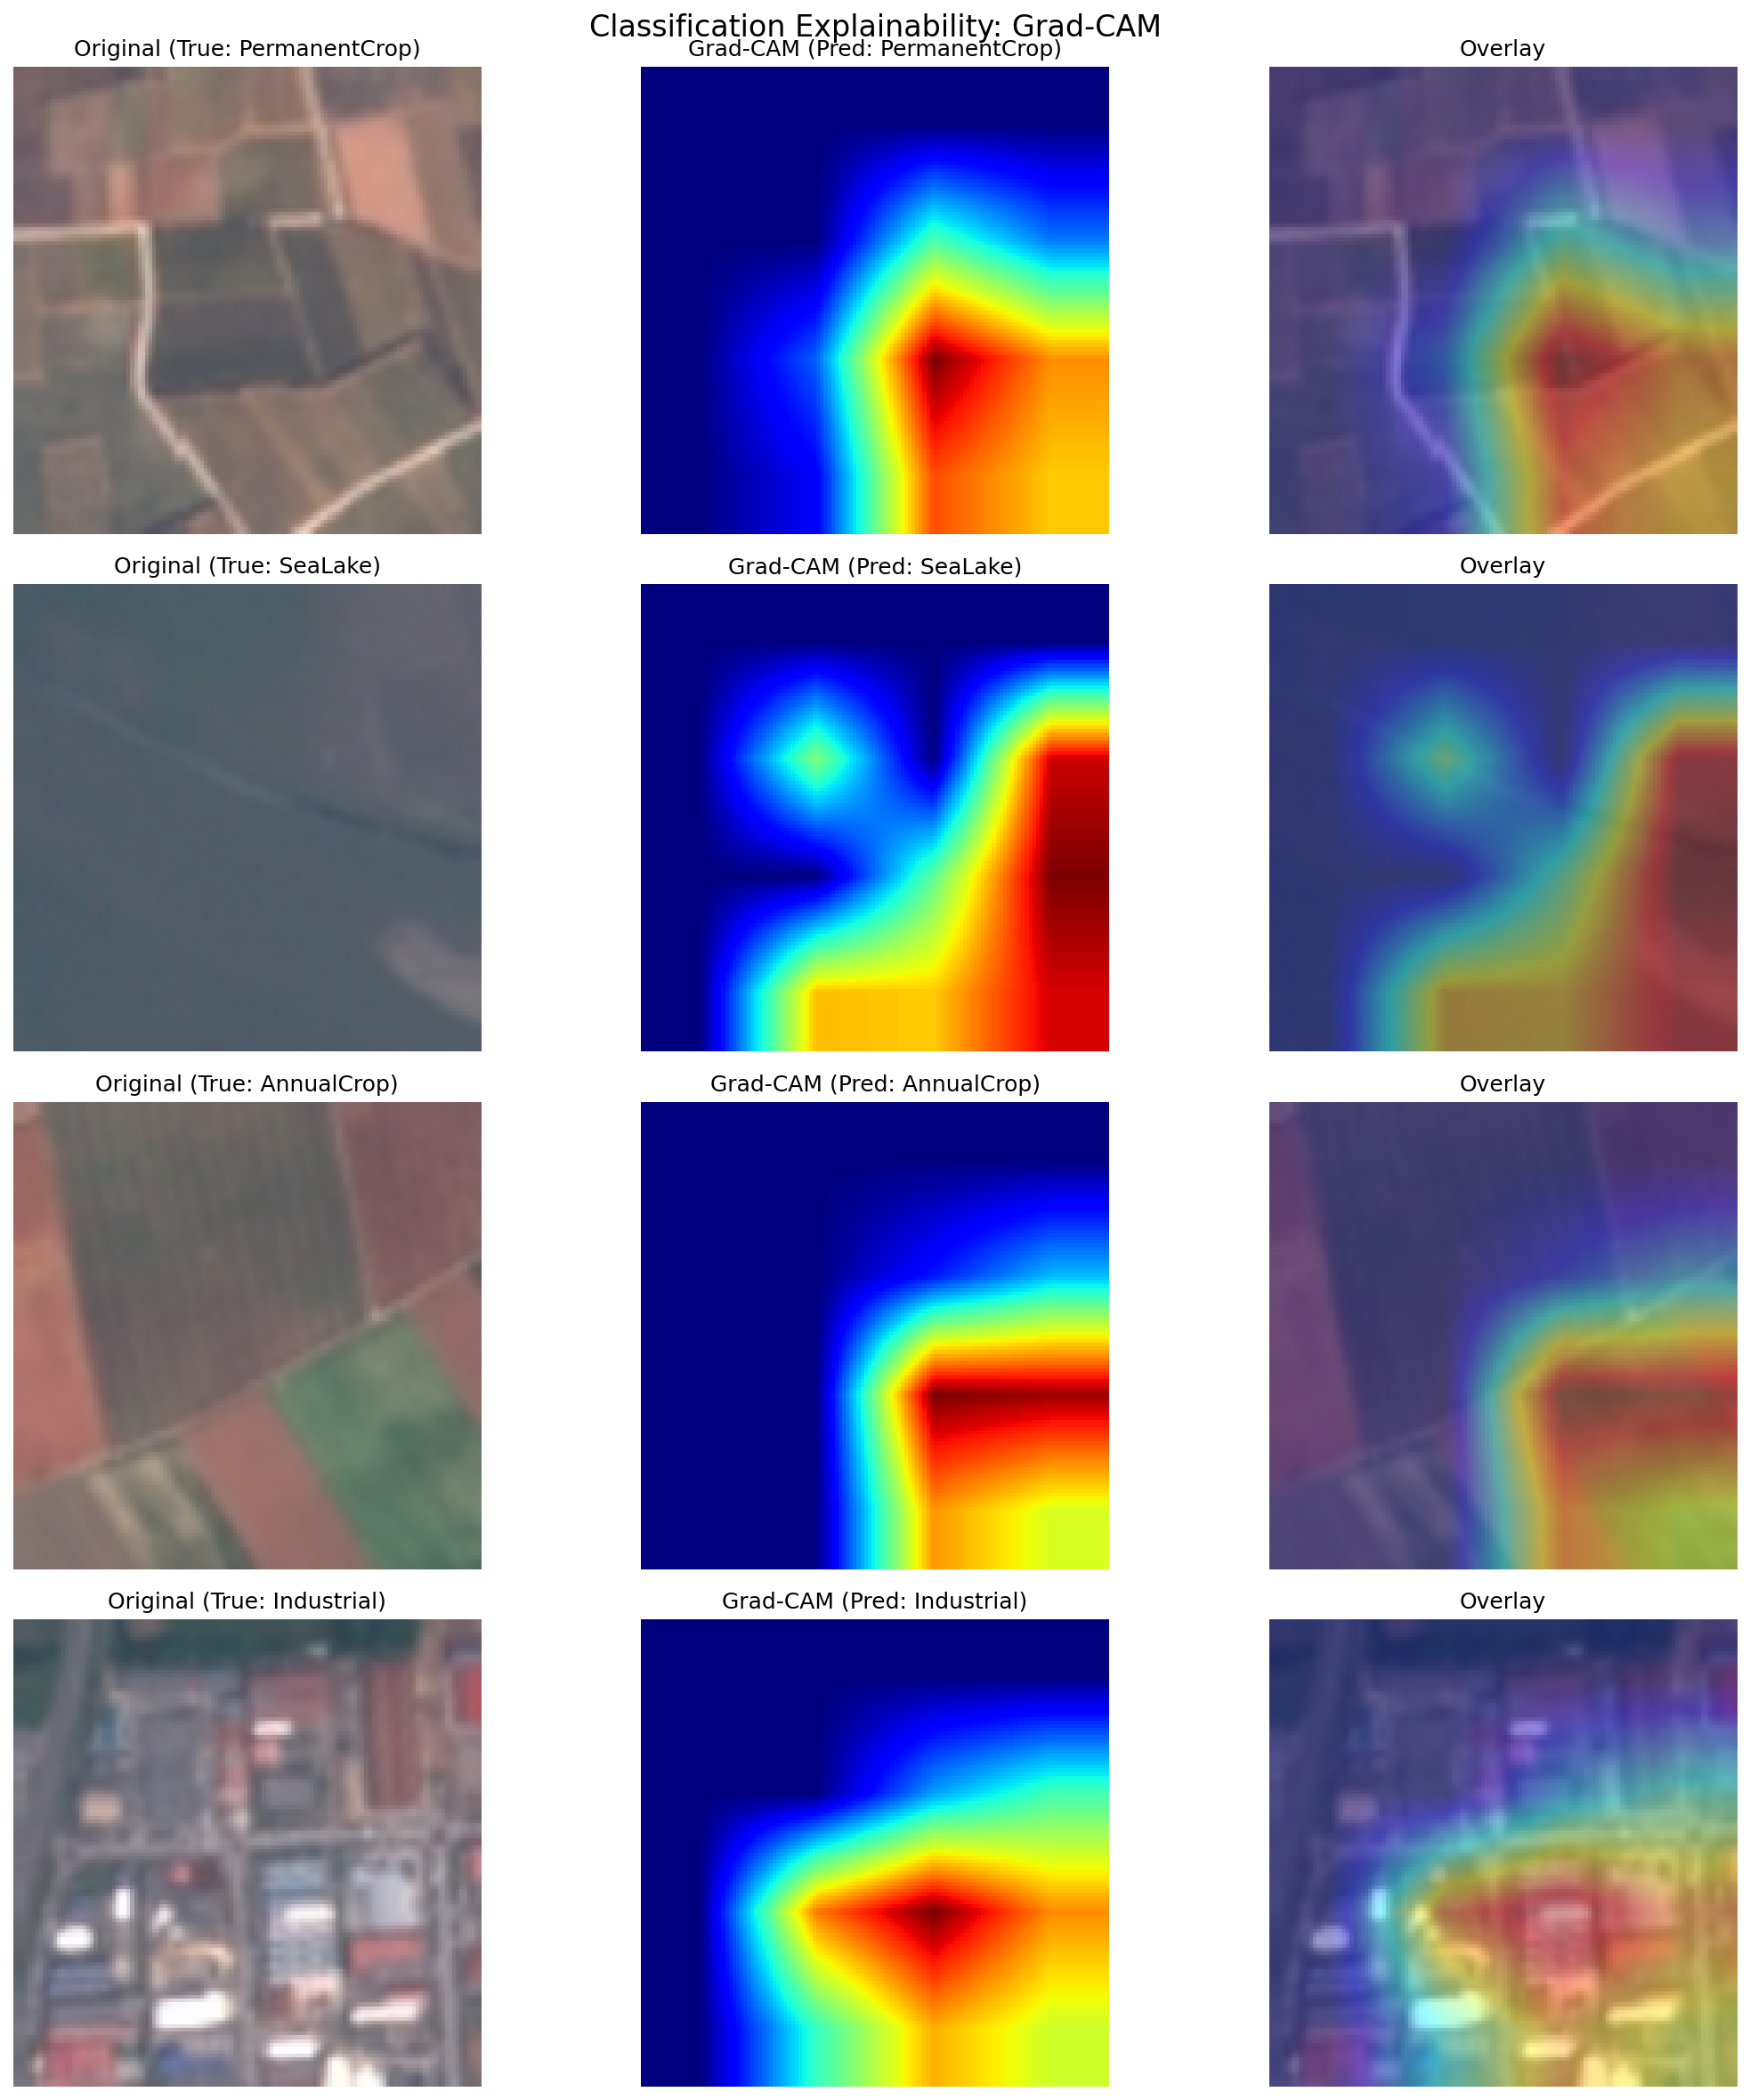 Classification Explainability: Grad-CAM
Original (True: PermanentCrop)
Grad-CAM (Pred: PermanentCrop)
Overlay
Original (True: SeaLake)
Grad-CAM (Pred: SeaLake)
Overlay
Original (True: AnnualCrop)
Grad-CAM (Pred: AnnualCrop)
Overlay
Original (True: Industrial)
Grad-CAM (Pred: Industrial)
Overlay